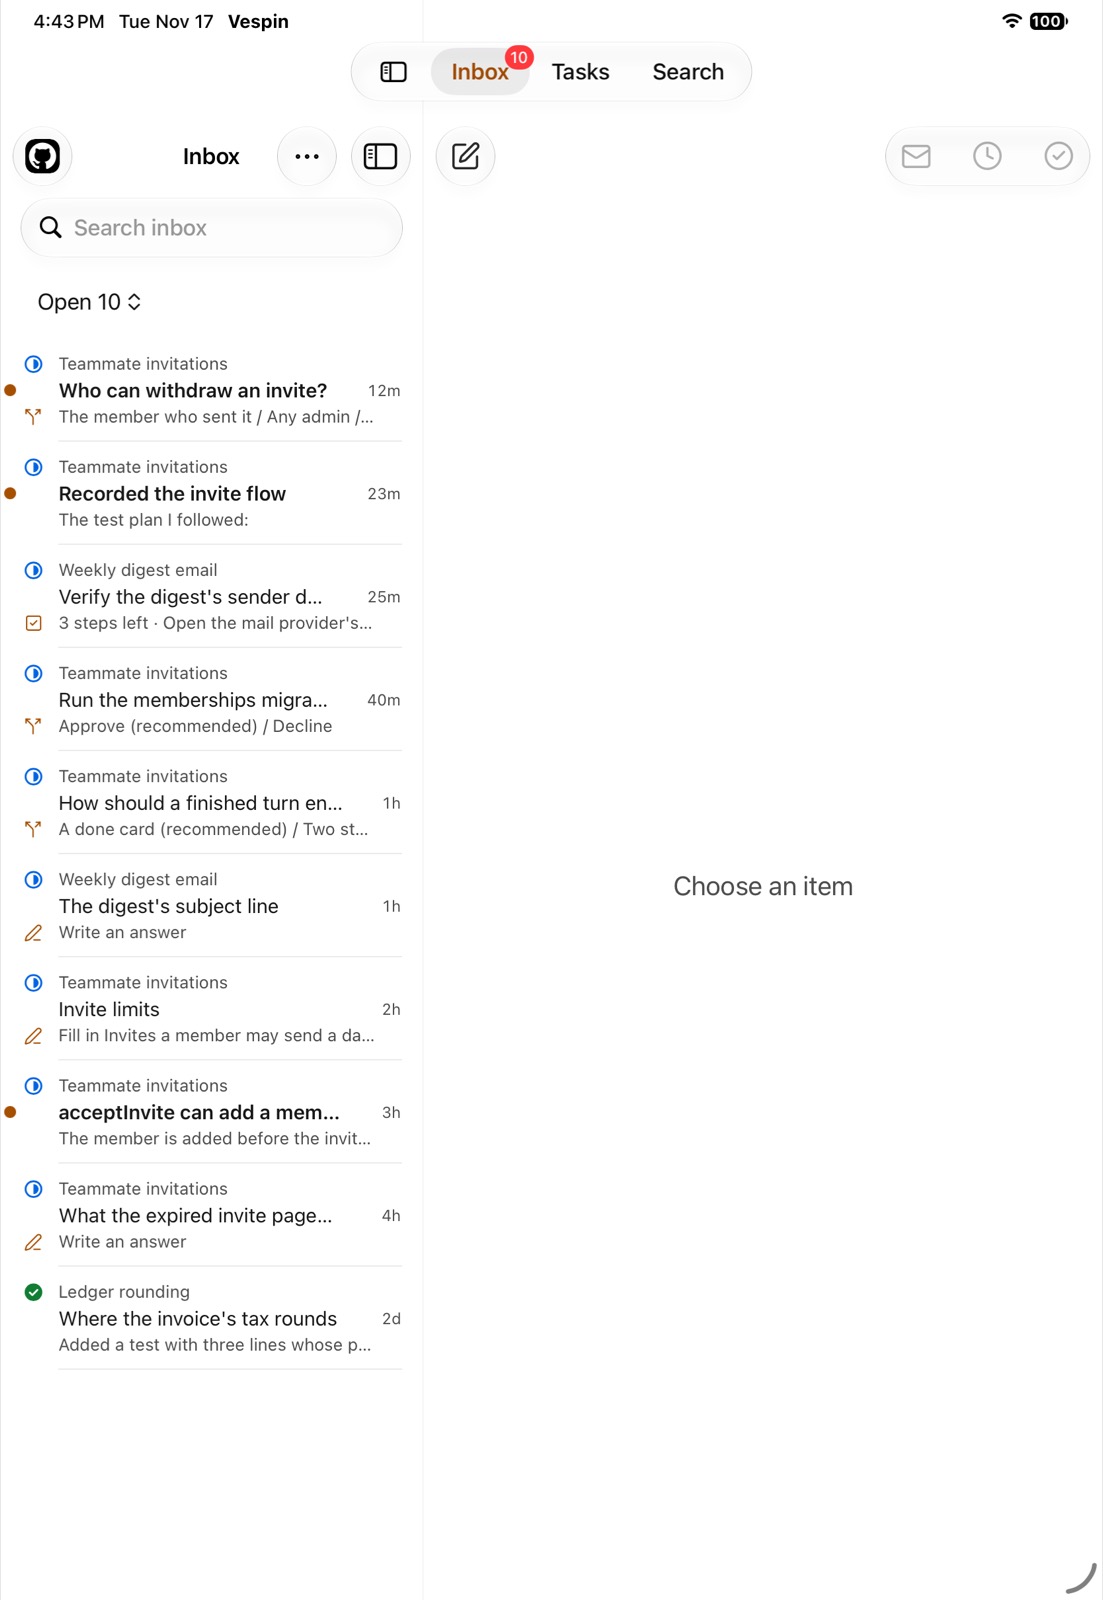 4:43 PM Tue Nov 17 Vespin
100
Inbox 10 Tasks Search
Inbox
Search inbox
Open 10
Teammate invitations
Who can withdraw an invite? 12m
The member who sent it / Any admin /...
Teammate invitations
Recorded the invite flow 23m
The test plan I followed:
Weekly digest email
Verify the digest's sender d... 25m
3 steps left · Open the mail provider's...
Teammate invitations
Run the memberships migra... 40m
Approve (recommended) / Decline
Teammate invitations
How should a finished turn en... 1h
A done card (recommended) / Two st...
Weekly digest email
The digest's subject line 1h
Write an answer
Teammate invitations
Invite limits 2h
Fill in Invites a member may send a da...
Teammate invitations
acceptInvite can add a mem... 3h
The member is added before the invit...
Teammate invitations
What the expired invite page... 4h
Write an answer
Ledger rounding
Where the invoice's tax rounds 2d
Added a test with three lines whose p...
Choose an item